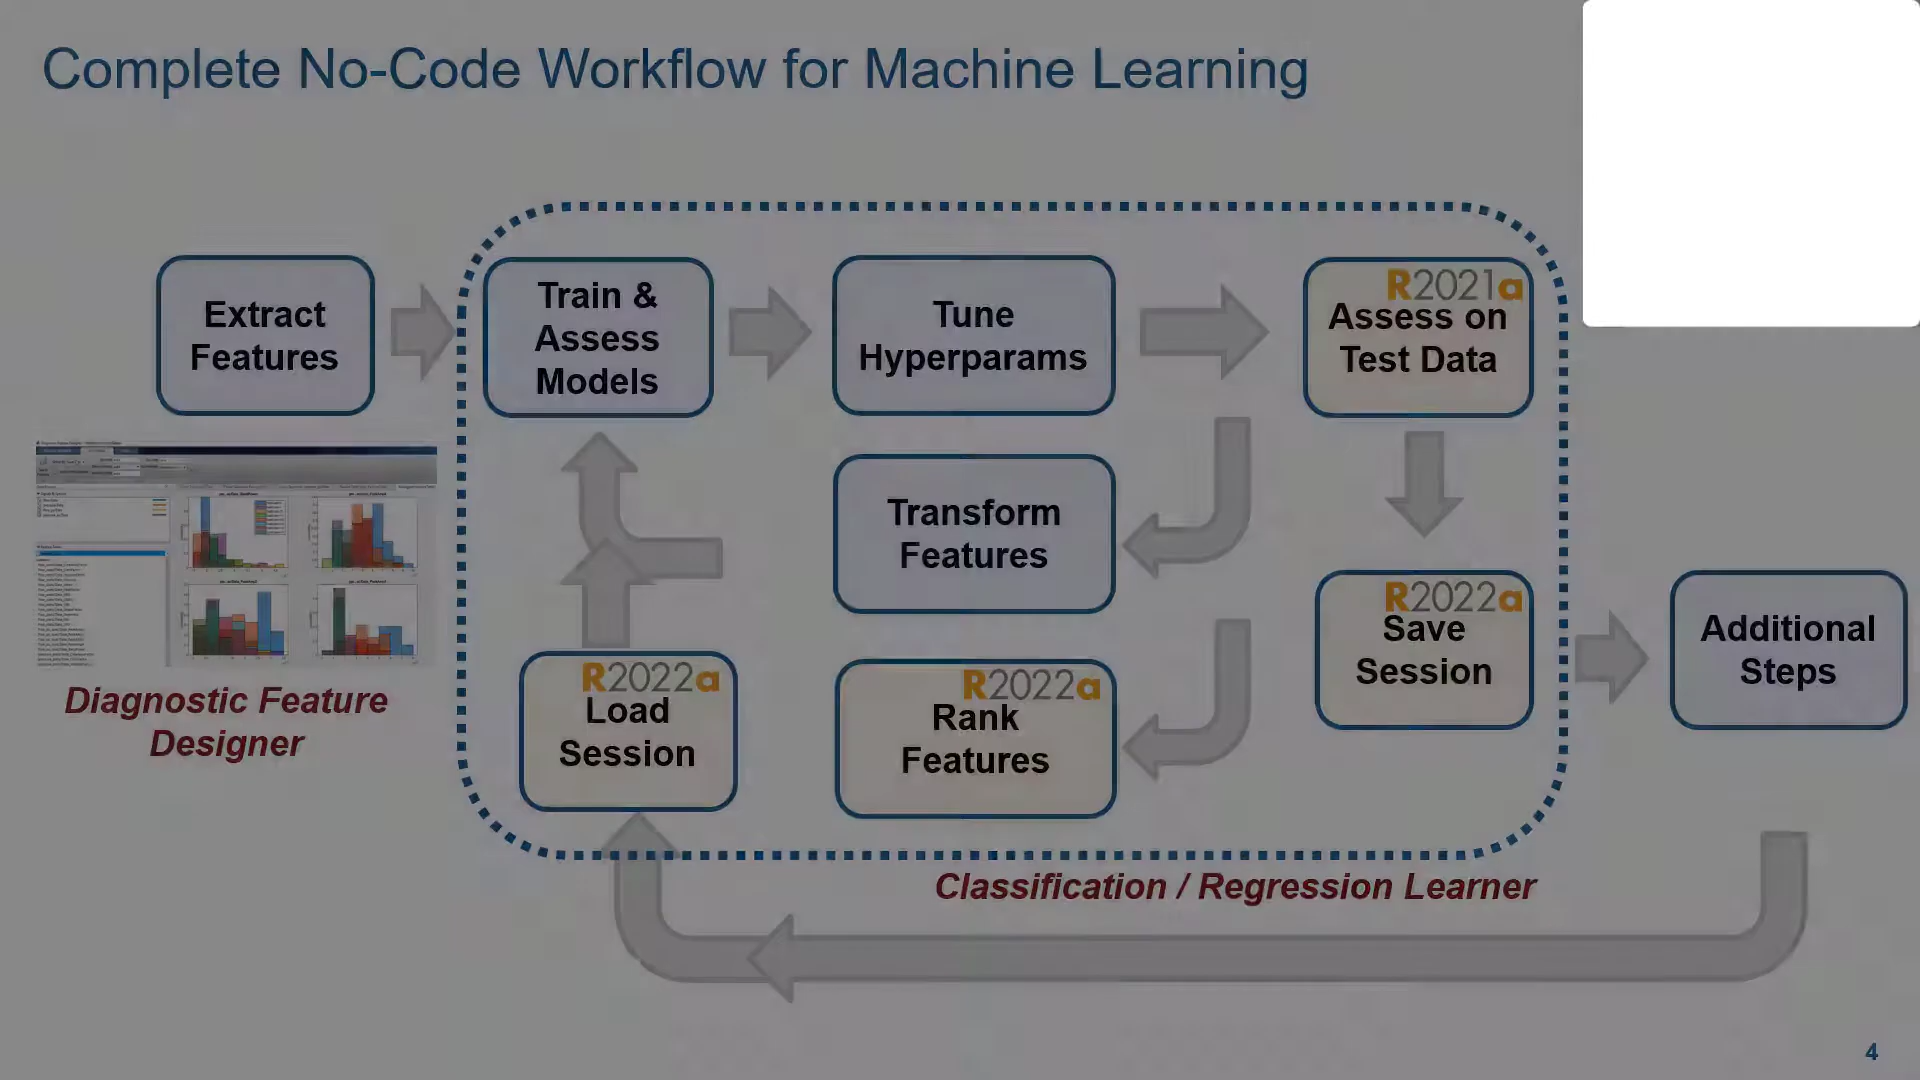 Complete No-Code Workflow for Machine Learning
Extract
Features
Train &
Assess
Models
Tune
Hyperparams
R2021a
Assess on
Test Data
Transform
Features
R2022a
Save
Session
Additional
Steps
R2022a
Load
Session
R2022a
Rank
Features
Diagnostic Feature
Designer
Classification / Regression Learner
4